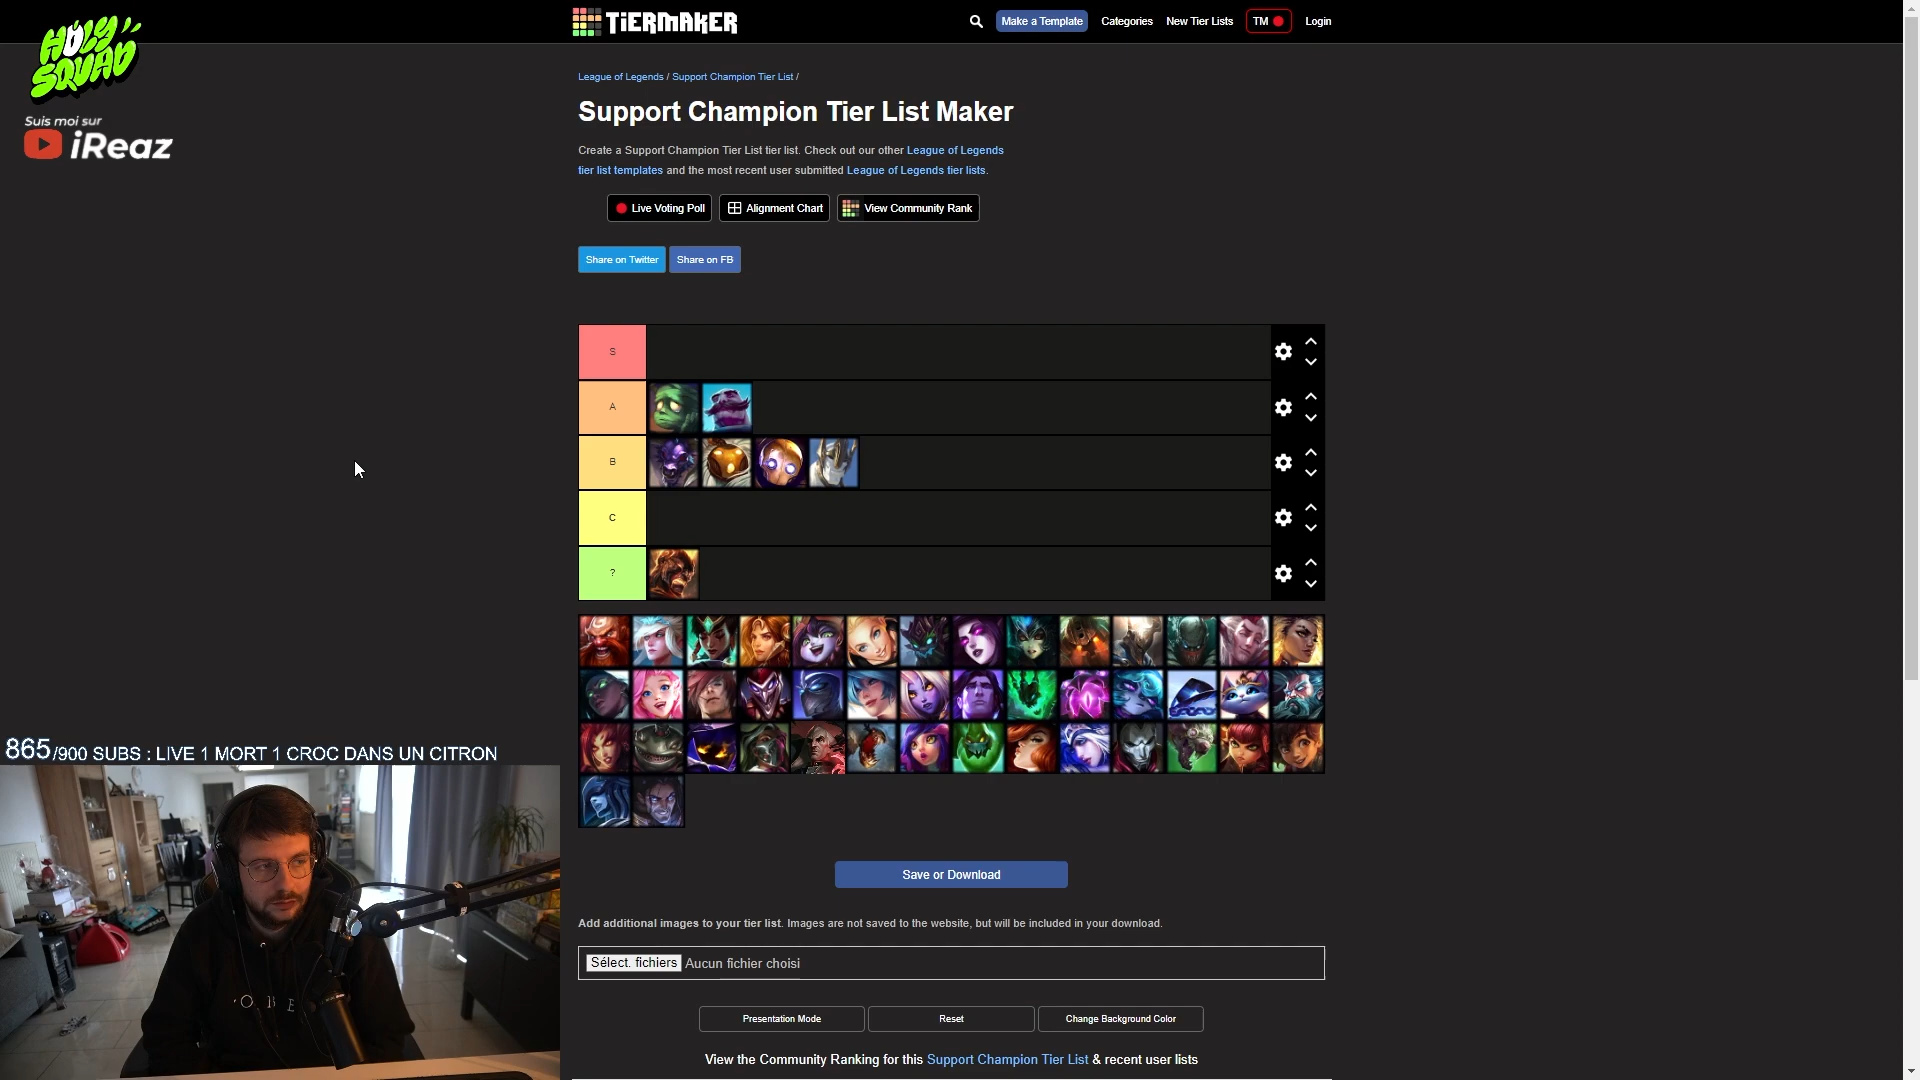 HOLY
SQUAD
Suis moi sur
iReaz
TiERMAKER
Make a Template
Categories
New Tier Lists
TM
Login
League of Legends / Support Champion Tier List /
Support Champion Tier List Maker
Create a Support Champion Tier List tier list. Check out our other League of Legends
tier list templates and the most recent user submitted League of Legends tier lists.
Live Voting Poll
Alignment Chart
View Community Rank
Share on Twitter
Share on FB
S
A
B
C
?
865/900 SUBS : LIVE 1 MORT 1 CROC DANS UN CITRON
Save or Download
Add additional images to your tier list. Images are not saved to the website, but will be included in your download.
Sélect. fichiers Aucun fichier choisi
Presentation Mode
Reset
Change Background Color
View the Community Ranking for this Support Champion Tier List & recent user lists